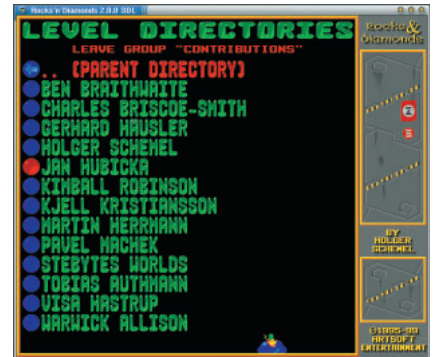 Rocks'n'Diamonds 2.0.0 SDL
LEVEL DIRECTORIES
LEAVE GROUP "CONTRIBUTIONS"
.. (PARENT DIRECTORY)
BEN BRAITHWAITE
CHARLES BRISCOE-SMITH
GERHARD HÄUSLER
HOLGER SCHEMEL
JAN HUBICKA
KIMBALL ROBINSON
KJELL KRISTIANSSON
MARTIN HERRMANN
PAVEL MACHEK
STEBYTES WORLDS
TOBIAS AUTHMANN
VISA HASTRUP
WARWICK ALLISON
Rocks&
Diamonds
BY
HOLGER
SCHEMEL
©1995-99
ARTSOFT
ENTERTAINMENT